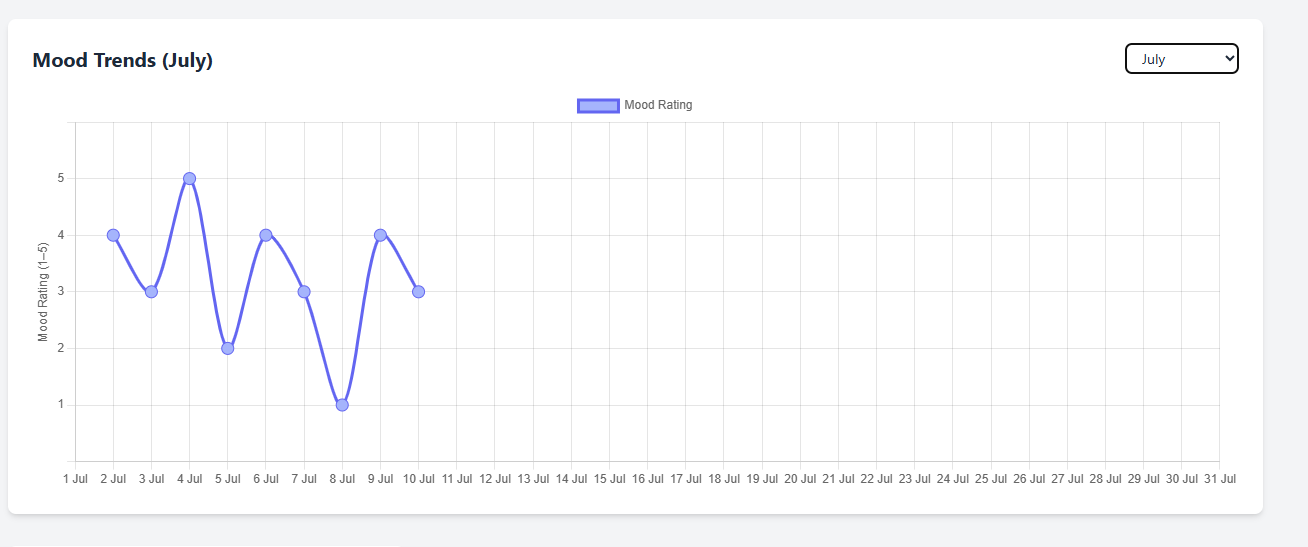 Mood Trends (July)
July
Mood Rating
5
4
3
2
1
Mood Rating (1–5)
1 Jul 2 Jul 3 Jul 4 Jul 5 Jul 6 Jul 7 Jul 8 Jul 9 Jul 10 Jul 11 Jul 12 Jul 13 Jul 14 Jul 15 Jul 16 Jul 17 Jul 18 Jul 19 Jul 20 Jul 21 Jul 22 Jul 23 Jul 24 Jul 25 Jul 26 Jul 27 Jul 28 Jul 29 Jul 30 Jul 31 Jul